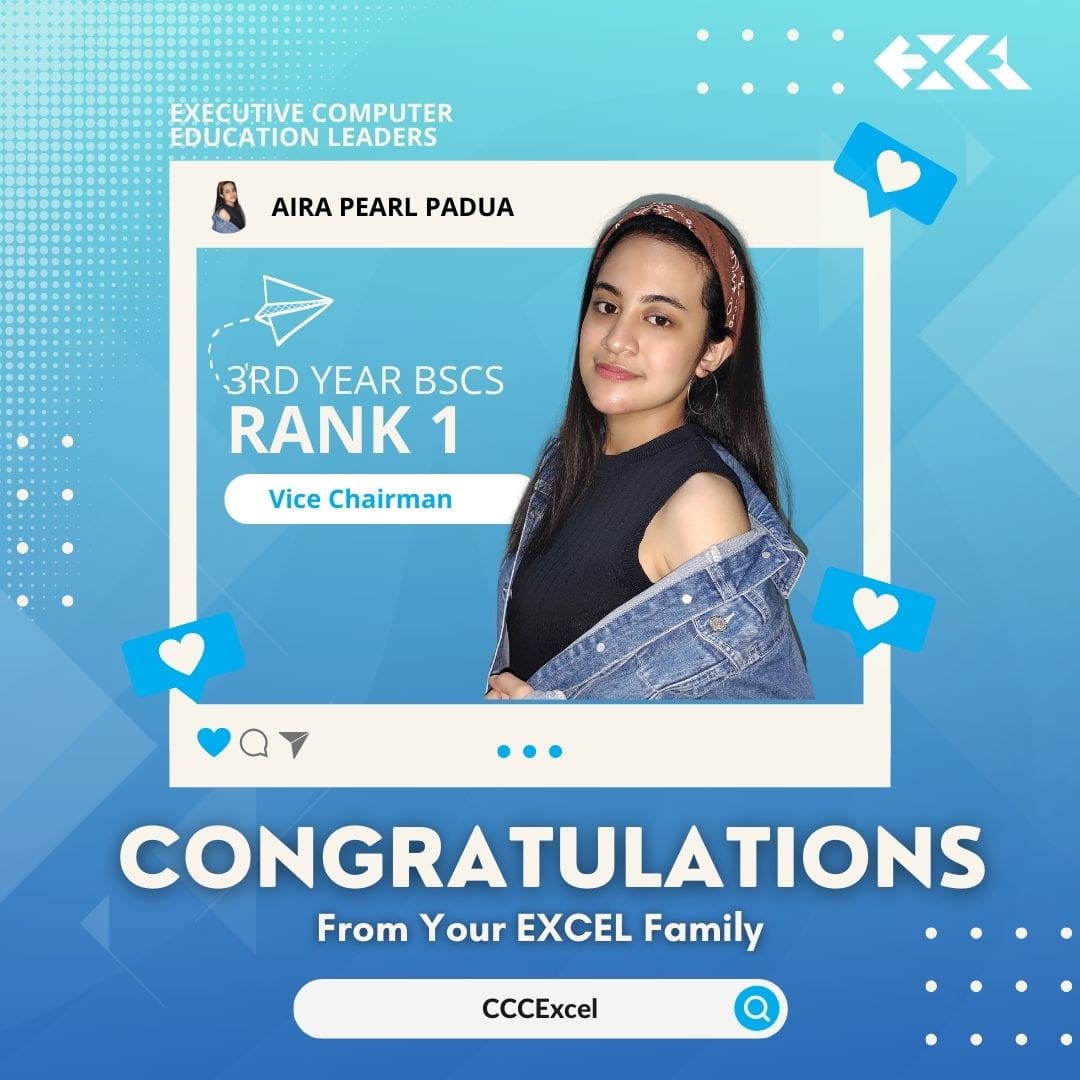 EXCEL
EXECUTIVE COMPUTER
EDUCATION LEADERS
AIRA PEARL PADUA
3RD YEAR BSCS
RANK 1
Vice Chairman
CONGRATULATIONS
From Your EXCEL Family
CCCExcel